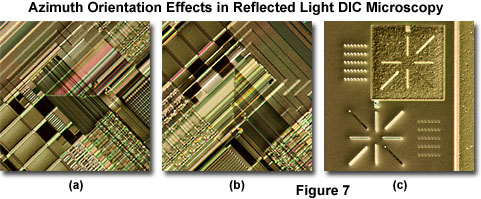 Azimuth Orientation Effects in Reflected Light DIC Microscopy
(a)
(b)
(c)
Figure 7